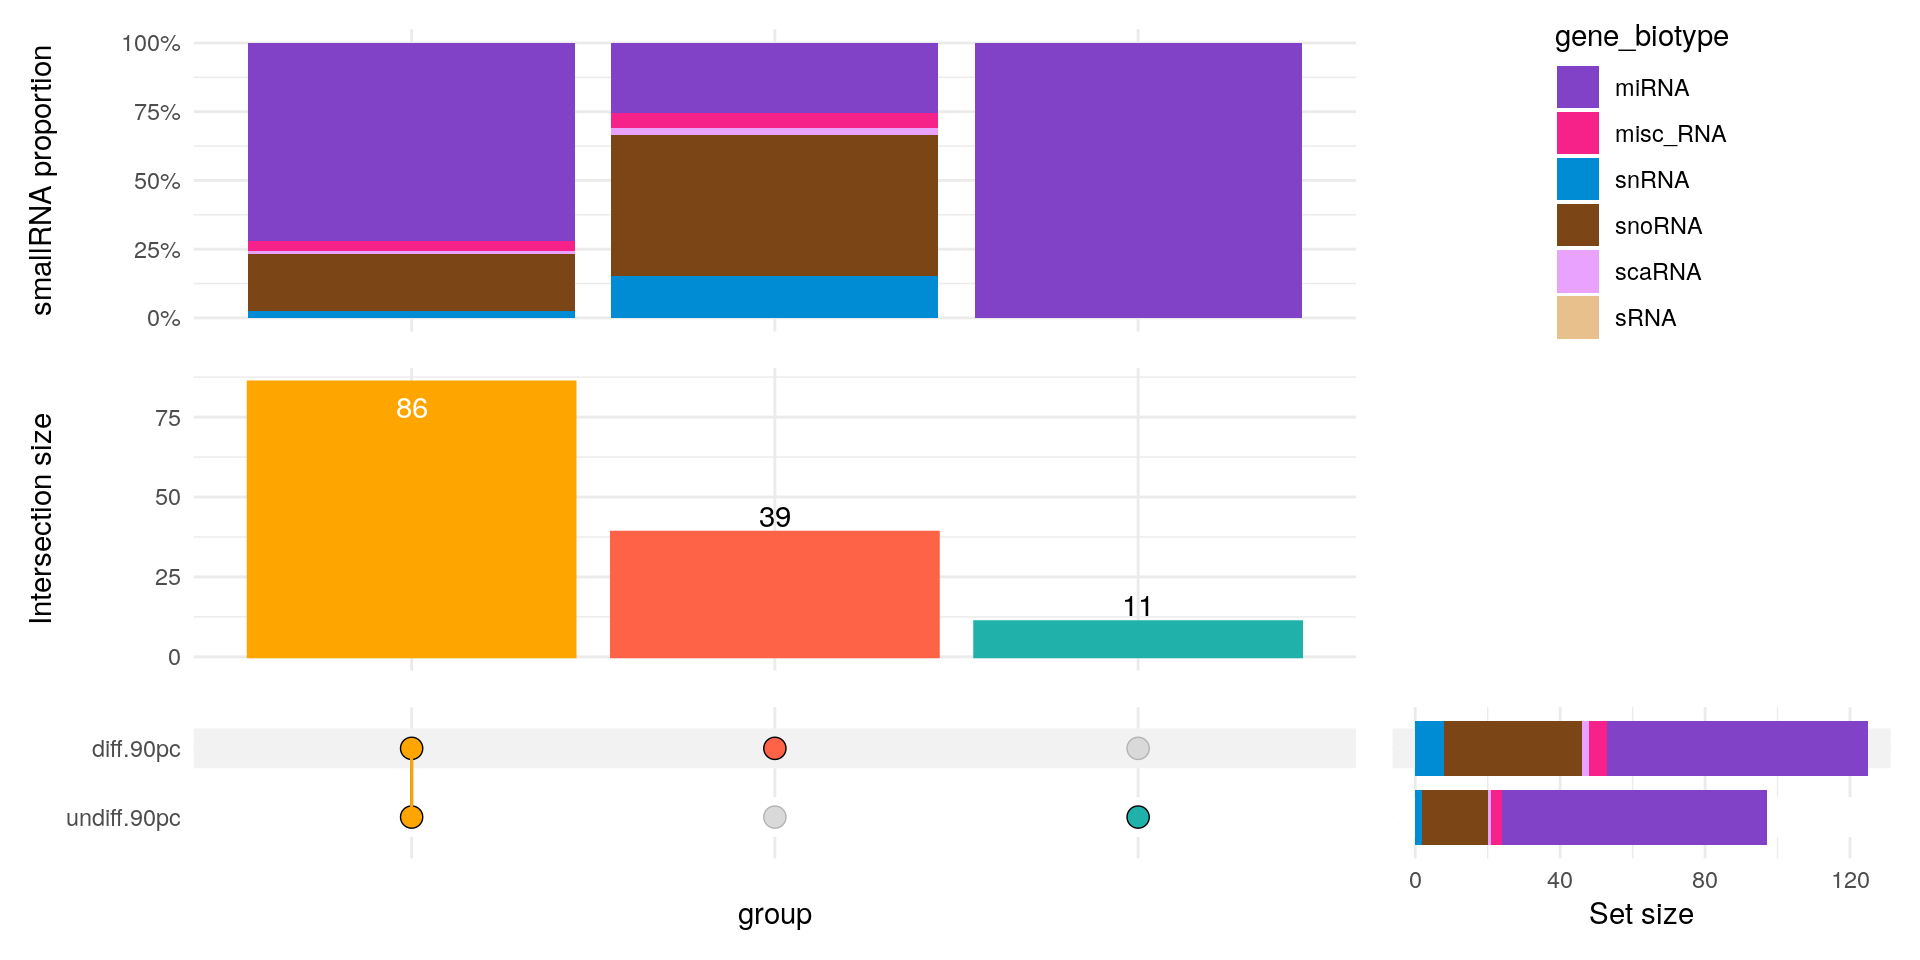 smallRNA proportion
100%
75%
50%
25%
0%
gene_biotype
miRNA
misc_RNA
snRNA
snoRNA
scaRNA
sRNA
Intersection size
75
50
25
0
86
39
11
diff.90pc
undiff.90pc
group
0 40 80 120
Set size